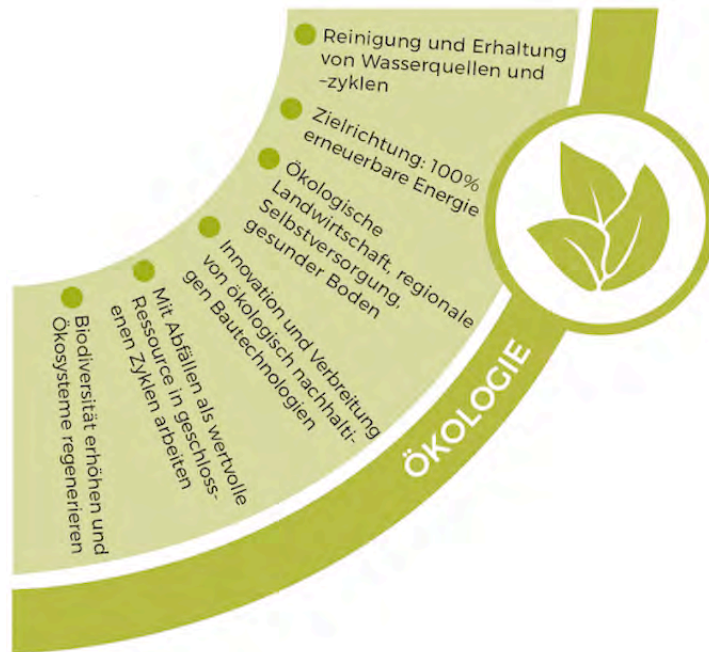 Reinigung und Erhaltung
von Wasserquellen und
–zyklen
Zielrichtung: 100%
erneuerbare Energie
Ökologische
Landwirtschaft, regionale
Selbstversorgung,
gesunder Boden
Innovation und Verbreitung
von ökologisch nachhalti-
gen Bautechnologien
Mit Abfällen als wertvolle
Ressource in geschloss-
enen Zyklen arbeiten
Biodiversität erhöhen und
Ökosysteme regenerieren
ÖKOLOGIE